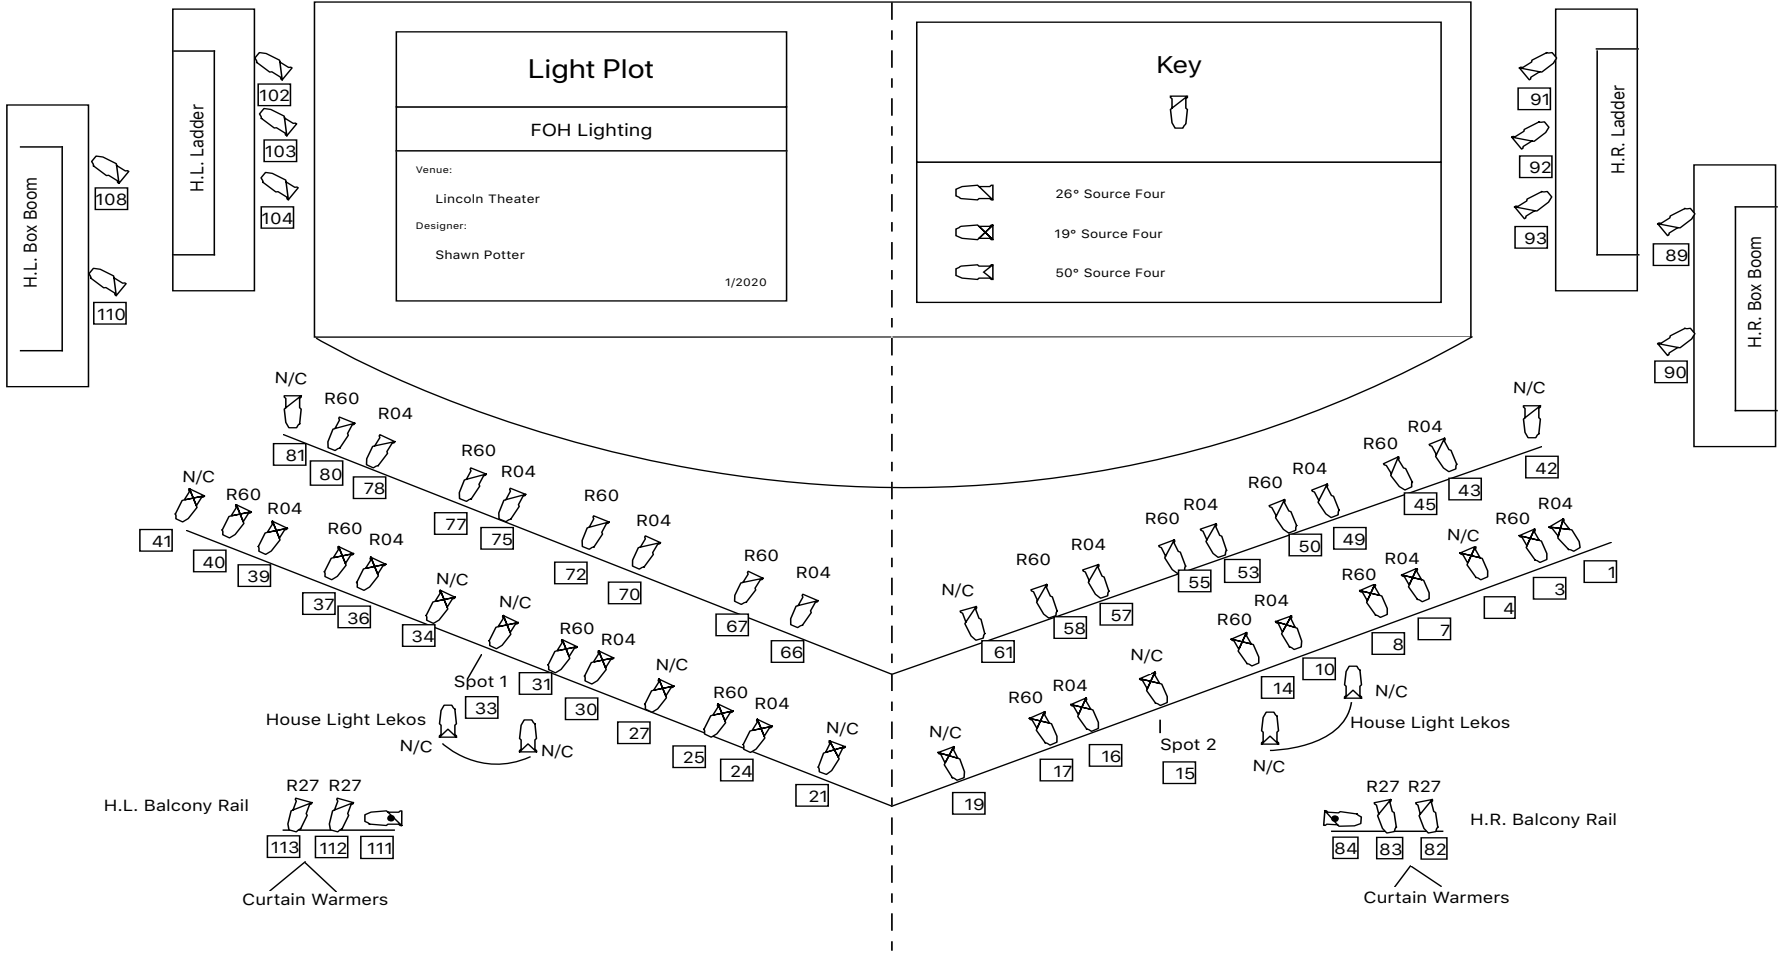 Light Plot
FOH Lighting
Venue:
Lincoln Theater
Designer:
Shawn Potter
1/2020
Key
26° Source Four
19° Source Four
50° Source Four
H.L. Box Boom
108
110
H.L. Ladder
102
103
104
H.R. Ladder
91
92
93
H.R. Box Boom
89
90
N/C R60 R04 R60 R04 R60 R04 R60 R04
81 80 78 77 75 72 70 67 66
N/C R60 R04 R60 R04 R60 R04 R60 R04 N/C
61 58 57 55 53 50 49 45 43 42
N/C R60 R04 R60 R04 N/C N/C R60 R04 N/C R60 R04 N/C
41 40 39 37 36 34 33 31 30 27 25 24 21
Spot 1
N/C R60 R04 N/C R60 R04 R60 R04 N/C R60 R04
19 17 16 15 14 10 8 7 4 3 1
Spot 2
House Light Lekos
N/C N/C
House Light Lekos
N/C N/C
H.L. Balcony Rail
R27 R27
113 112 111
Curtain Warmers
H.R. Balcony Rail
R27 R27
84 83 82
Curtain Warmers